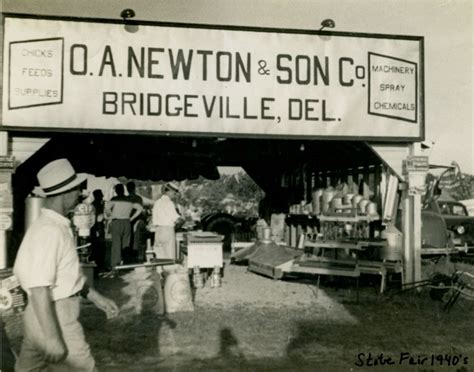 CHICKS
FEEDS
SUPPLIES
O.A. NEWTON & SON CO.
BRIDGEVILLE, DEL.
MACHINERY
SPRAY
CHEMICALS
State Fair 1940's